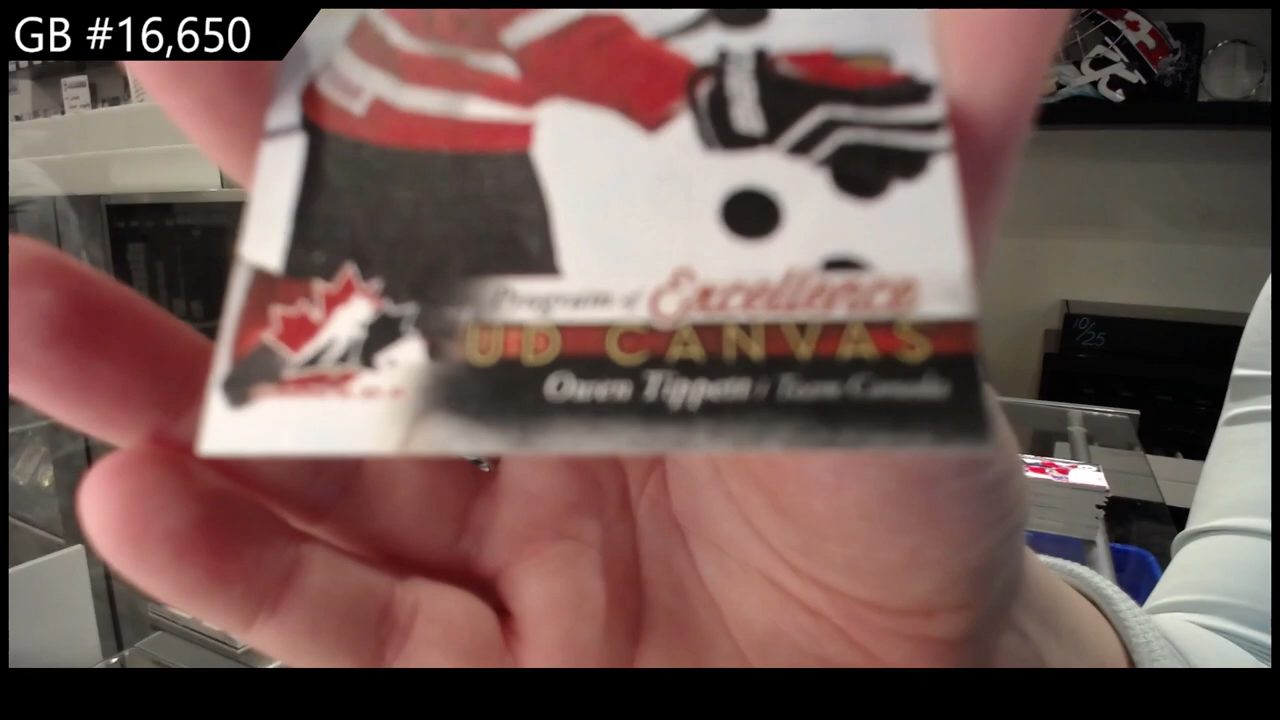 GB #16,650
Program of Excellence
UD CANVAS
Owen Tippett / Team Canada
10/25